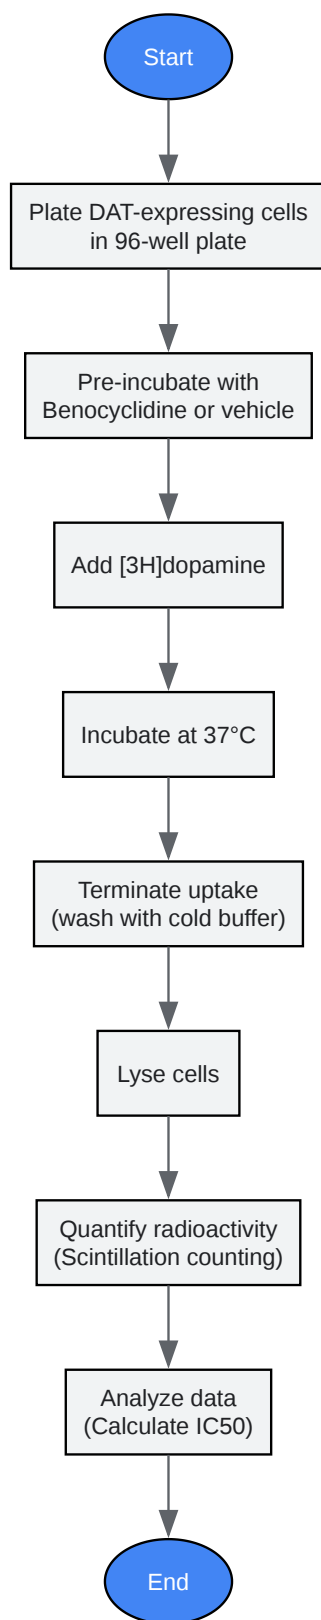 Start
Plate DAT-expressing cells
in 96-well plate
Pre-incubate with
Benocyclidine or vehicle
Add [3H]dopamine
Incubate at 37°C
Terminate uptake
(wash with cold buffer)
Lyse cells
Quantify radioactivity
(Scintillation counting)
Analyze data
(Calculate IC50)
End